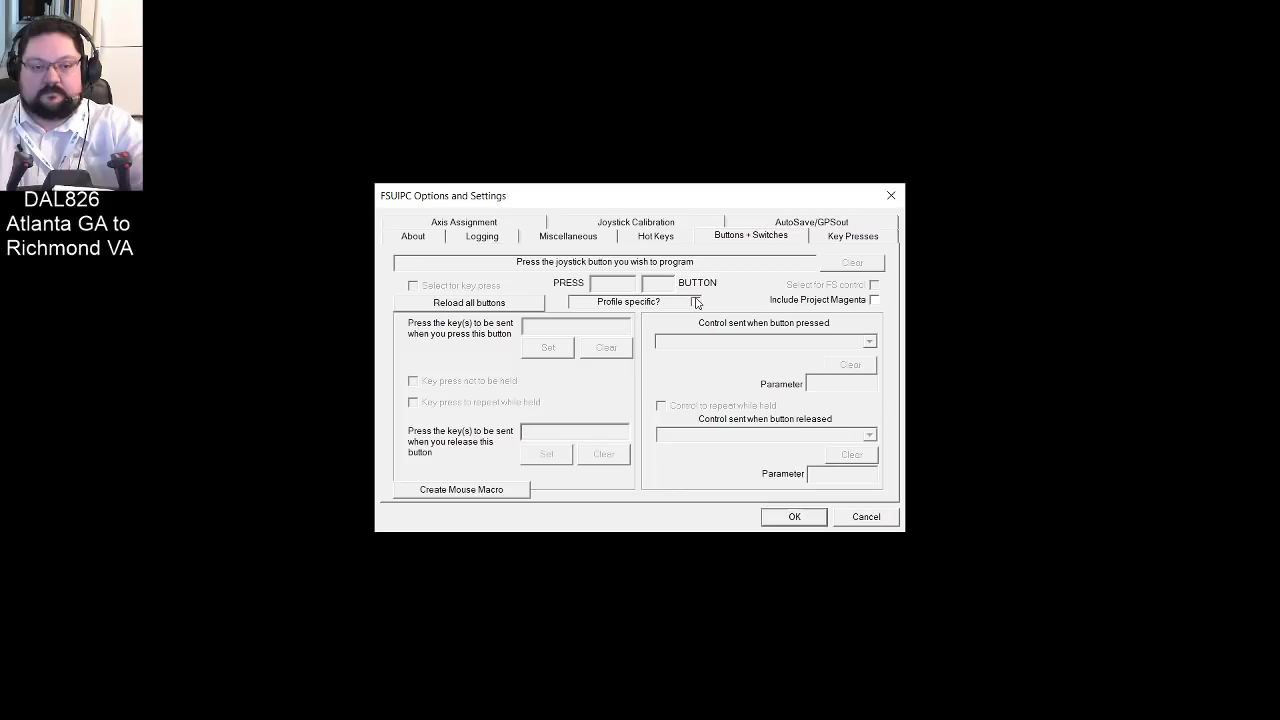 DAL826
Atlanta GA to
Richmond VA
FSUIPC Options and Settings
Axis Assignment Joystick Calibration AutoSave/GPSout
About Logging Miscellaneous Hot Keys Buttons + Switches Key Presses
Press the joystick button you wish to program Clear
Select for key press PRESS BUTTON Select for FS control
Reload all buttons Profile specific? Include Project Magenta
Press the key(s) to be sent
when you press this button
Set Clear
Key press not to be held
Key press to repeat while held
Press the key(s) to be sent
when you release this
button
Set Clear
Create Mouse Macro
Control sent when button pressed
Clear
Parameter
Control to repeat while held
Control sent when button released
Clear
Parameter
OK Cancel